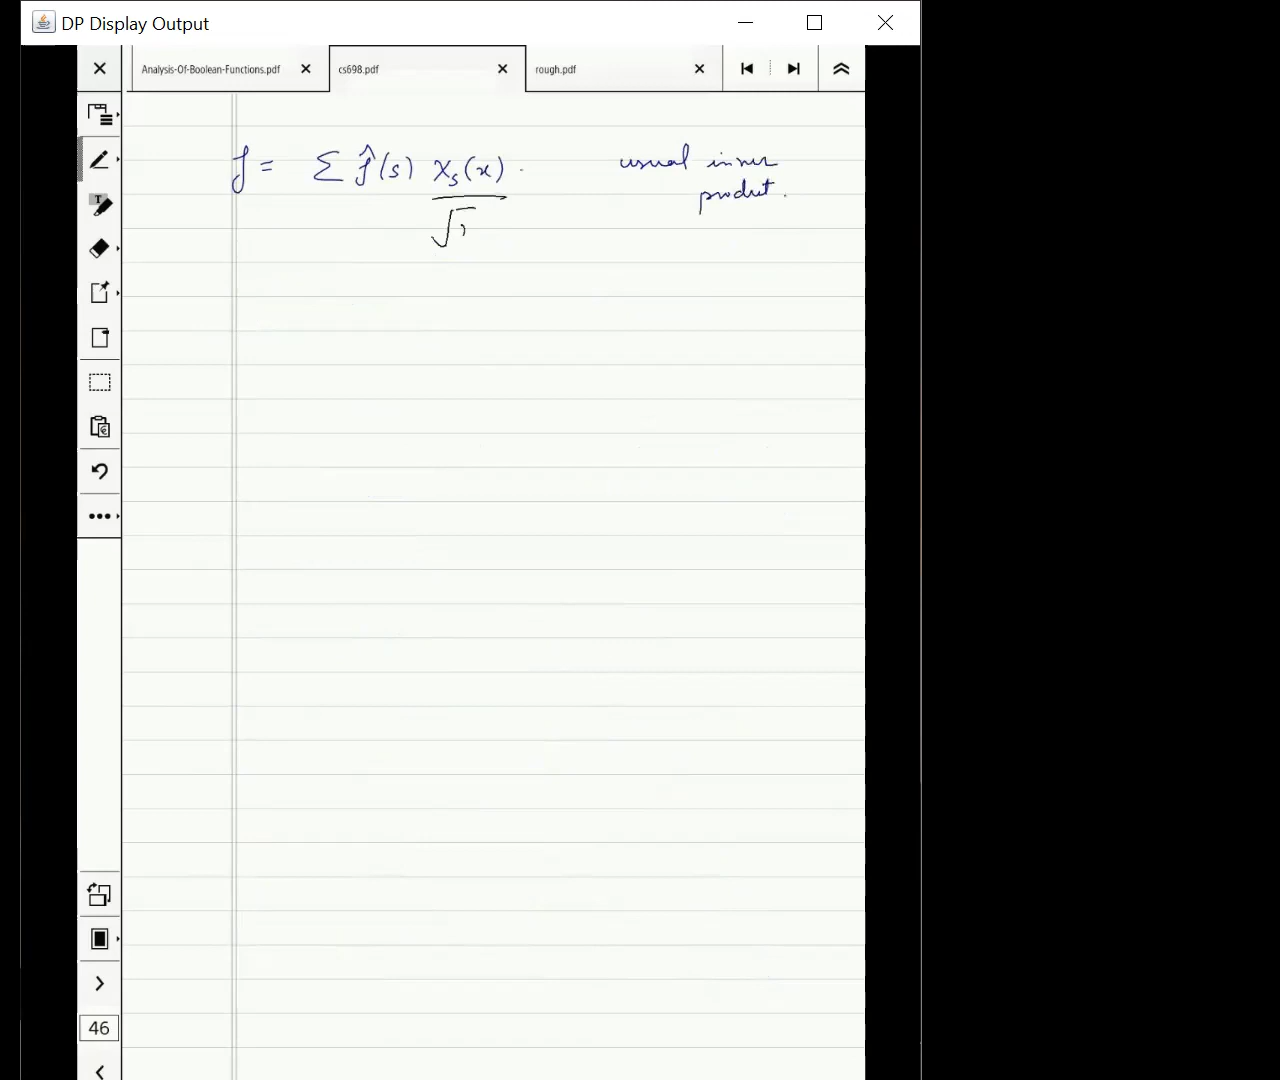 DP Display Output
Analysis-Of-Boolean-Functions.pdf cs698.pdf rough.pdf
f = Σ f̂(s) χ_s(x) . usual inner
product.
√
46